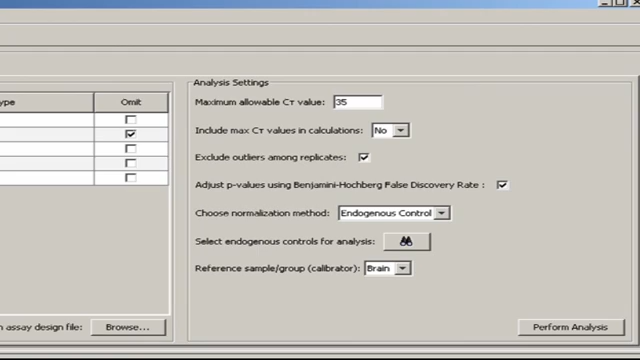 ype Omit
Analysis Settings
Maximum allowable CT value: 35
Include max CT values in calculations: No
Exclude outliers among replicates:
Adjust p-values using Benjamini-Hochberg False Discovery Rate :
Choose normalization method: Endogenous Control
Select endogenous controls for analysis:
Reference sample/group (calibrator): Brain
n assay design file: Browse... Perform Analysis